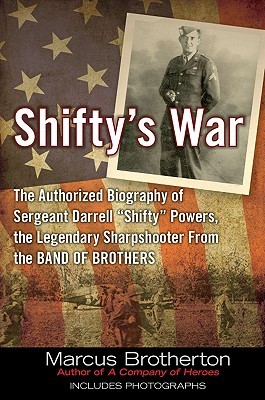 Shifty's War
The Authorized Biography of
Sergeant Darrell "Shifty" Powers,
the Legendary Sharpshooter From
the BAND OF BROTHERS
Marcus Brotherton
Author of A Company of Heroes
INCLUDES PHOTOGRAPHS